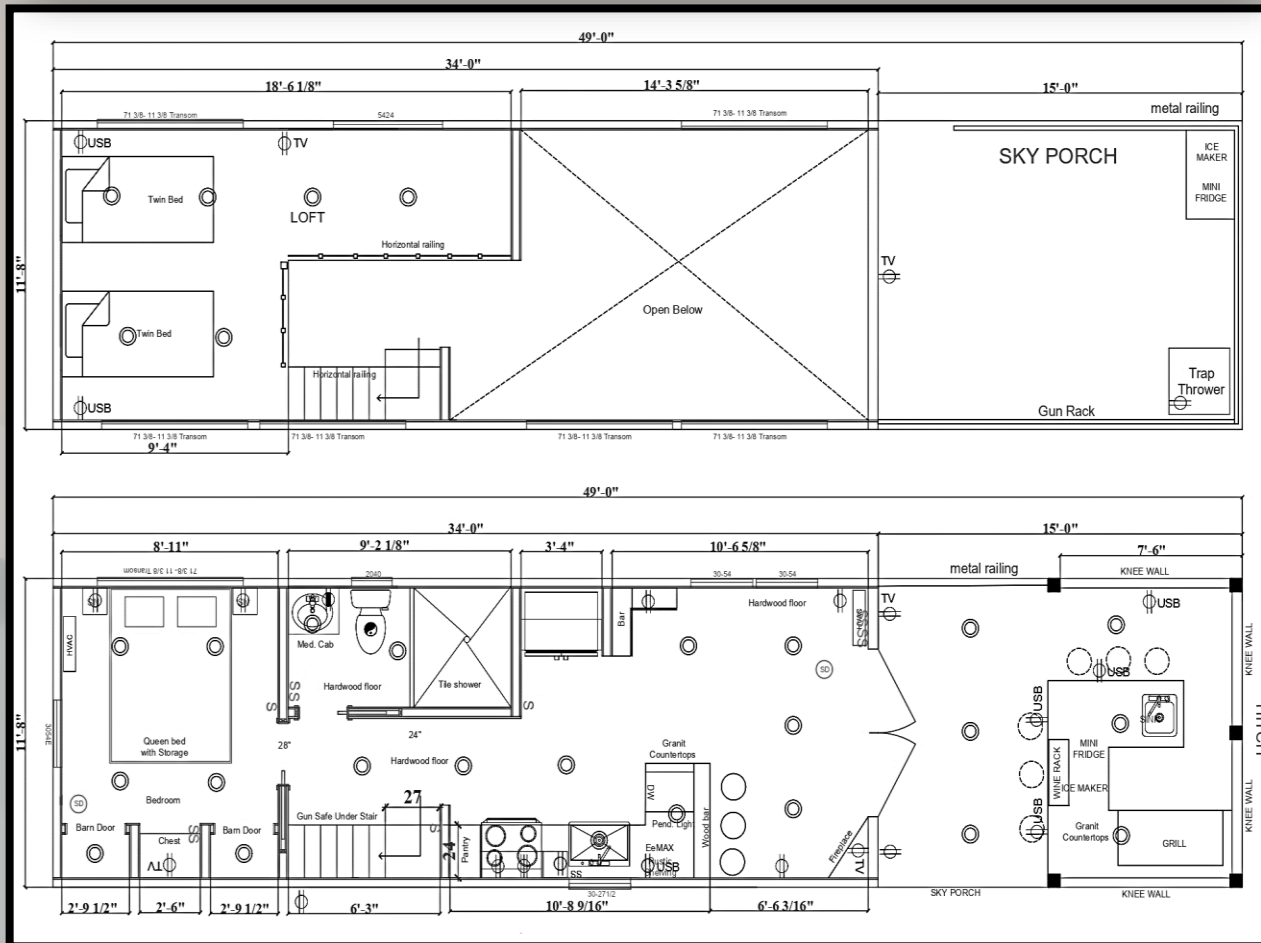 49'-0"
34'-0"
18'-6 1/8"
14'-3 5/8"
15'-0"
metal railing
71 3/8- 11 3/8 Transom
5424
71 3/8- 11 3/8 Transom
USB
TV
SKY PORCH
ICE
MAKER
MINI
FRIDGE
Twin Bed
LOFT
Horizontal railing
11'-8"
TV
Open Below
Twin Bed
Horizontal railing
Trap
Thrower
USB
Gun Rack
71 3/8- 11 3/8 Transom
71 3/8- 11 3/8 Transom
71 3/8- 11 3/8 Transom
71 3/8- 11 3/8 Transom
9'-4"
49'-0"
34'-0"
15'-0"
8'-11"
9'-2 1/8"
3'-4"
10'-6 5/8"
7'-6"
71 3/8- 11 3/8 Transom
2040
30-54
30-54
metal railing
KNEE WALL
Bar
Hardwood floor
TV
USB
HVAC
Med. Cab
KNEE WALL
SD
Hardwood floor
Tile shower
S
SS
S
S
USB
USB
11'-8"
3054E
28"
24"
Queen bed
with Storage
Hardwood floor
Granit
Countertops
MINI
FRIDGE
WINE RACK
ICE MAKER
DW
SD
Bedroom
27
Gun Safe Under Stair
Pend. Light
Wood bar
USB
KNEE WALL
Barn Door
Chest
Barn Door
SS
S
Pantry
24
EeMAX
Granit
Countertops
GRILL
Fireplace
TV
TV
USB
SS
30-271/2
SKY PORCH
KNEE WALL
2'-9 1/2"
2'-6"
2'-9 1/2"
6'-3"
10'-8 9/16"
6'-6 3/16"